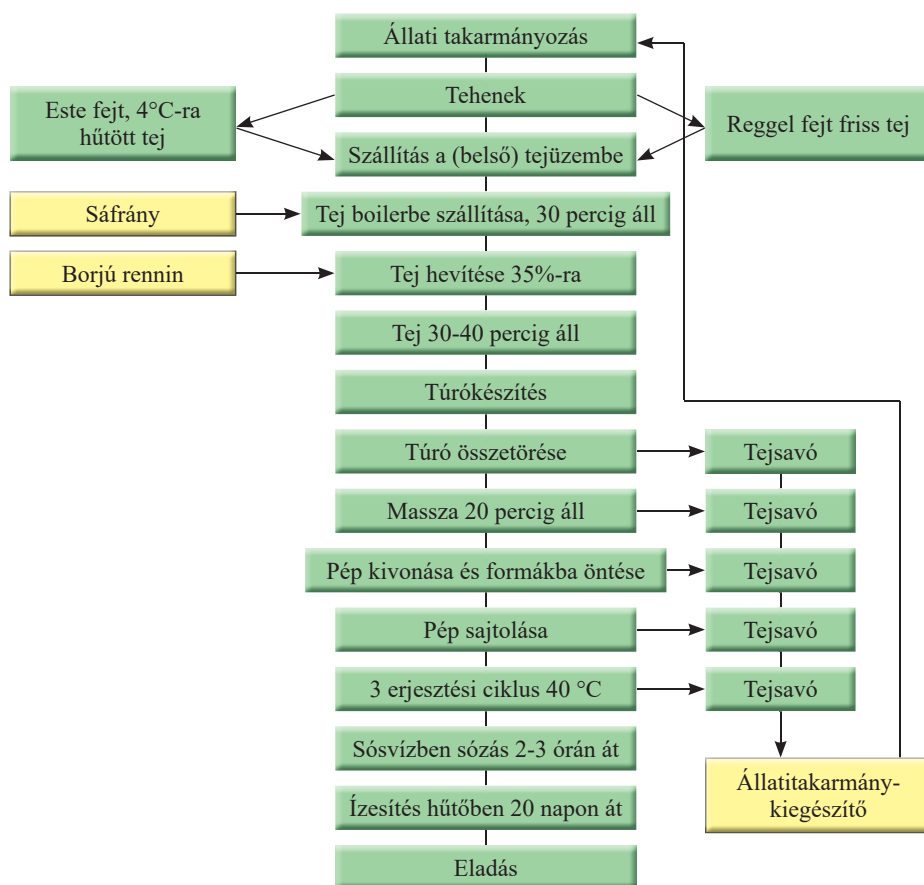 Állati takarmányozás
Tehenek
Este fejt, 4°C-ra
hűtött tej
Reggel fejt friss tej
Szállítás a (belső) tejüzembe
Sáfrány
Tej boilerbe szállítása, 30 percig áll
Borjú rennin
Tej hevítése 35%-ra
Tej 30-40 percig áll
Túrókészítés
Túró összetörése
Tejsavó
Massza 20 percig áll
Tejsavó
Pép kivonása és formákba öntése
Tejsavó
Pép sajtolása
Tejsavó
3 erjesztési ciklus 40 °C
Tejsavó
Sósvízben sózás 2-3 órán át
Állatitakarmány-
kiegészítő
Ízesítés hűtőben 20 napon át
Eladás